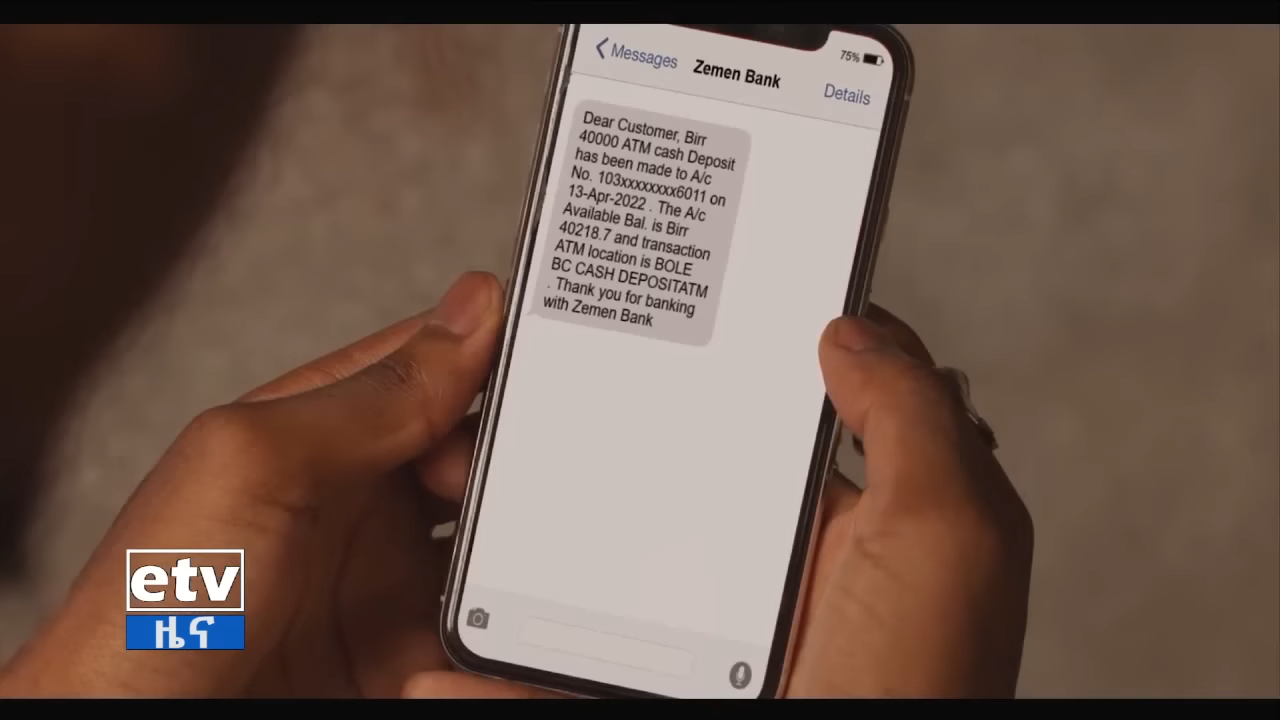 Messages
Zemen Bank
75%
Details
Dear Customer, Birr
40000 ATM cash Deposit
has been made to A/c
No. 103xxxxxxxx6011 on
13-Apr-2022 . The A/c
Available Bal. is Birr
40218.7 and transaction
ATM location is BOLE
BC CASH DEPOSITATM
. Thank you for banking
with Zemen Bank
etv
ዜና